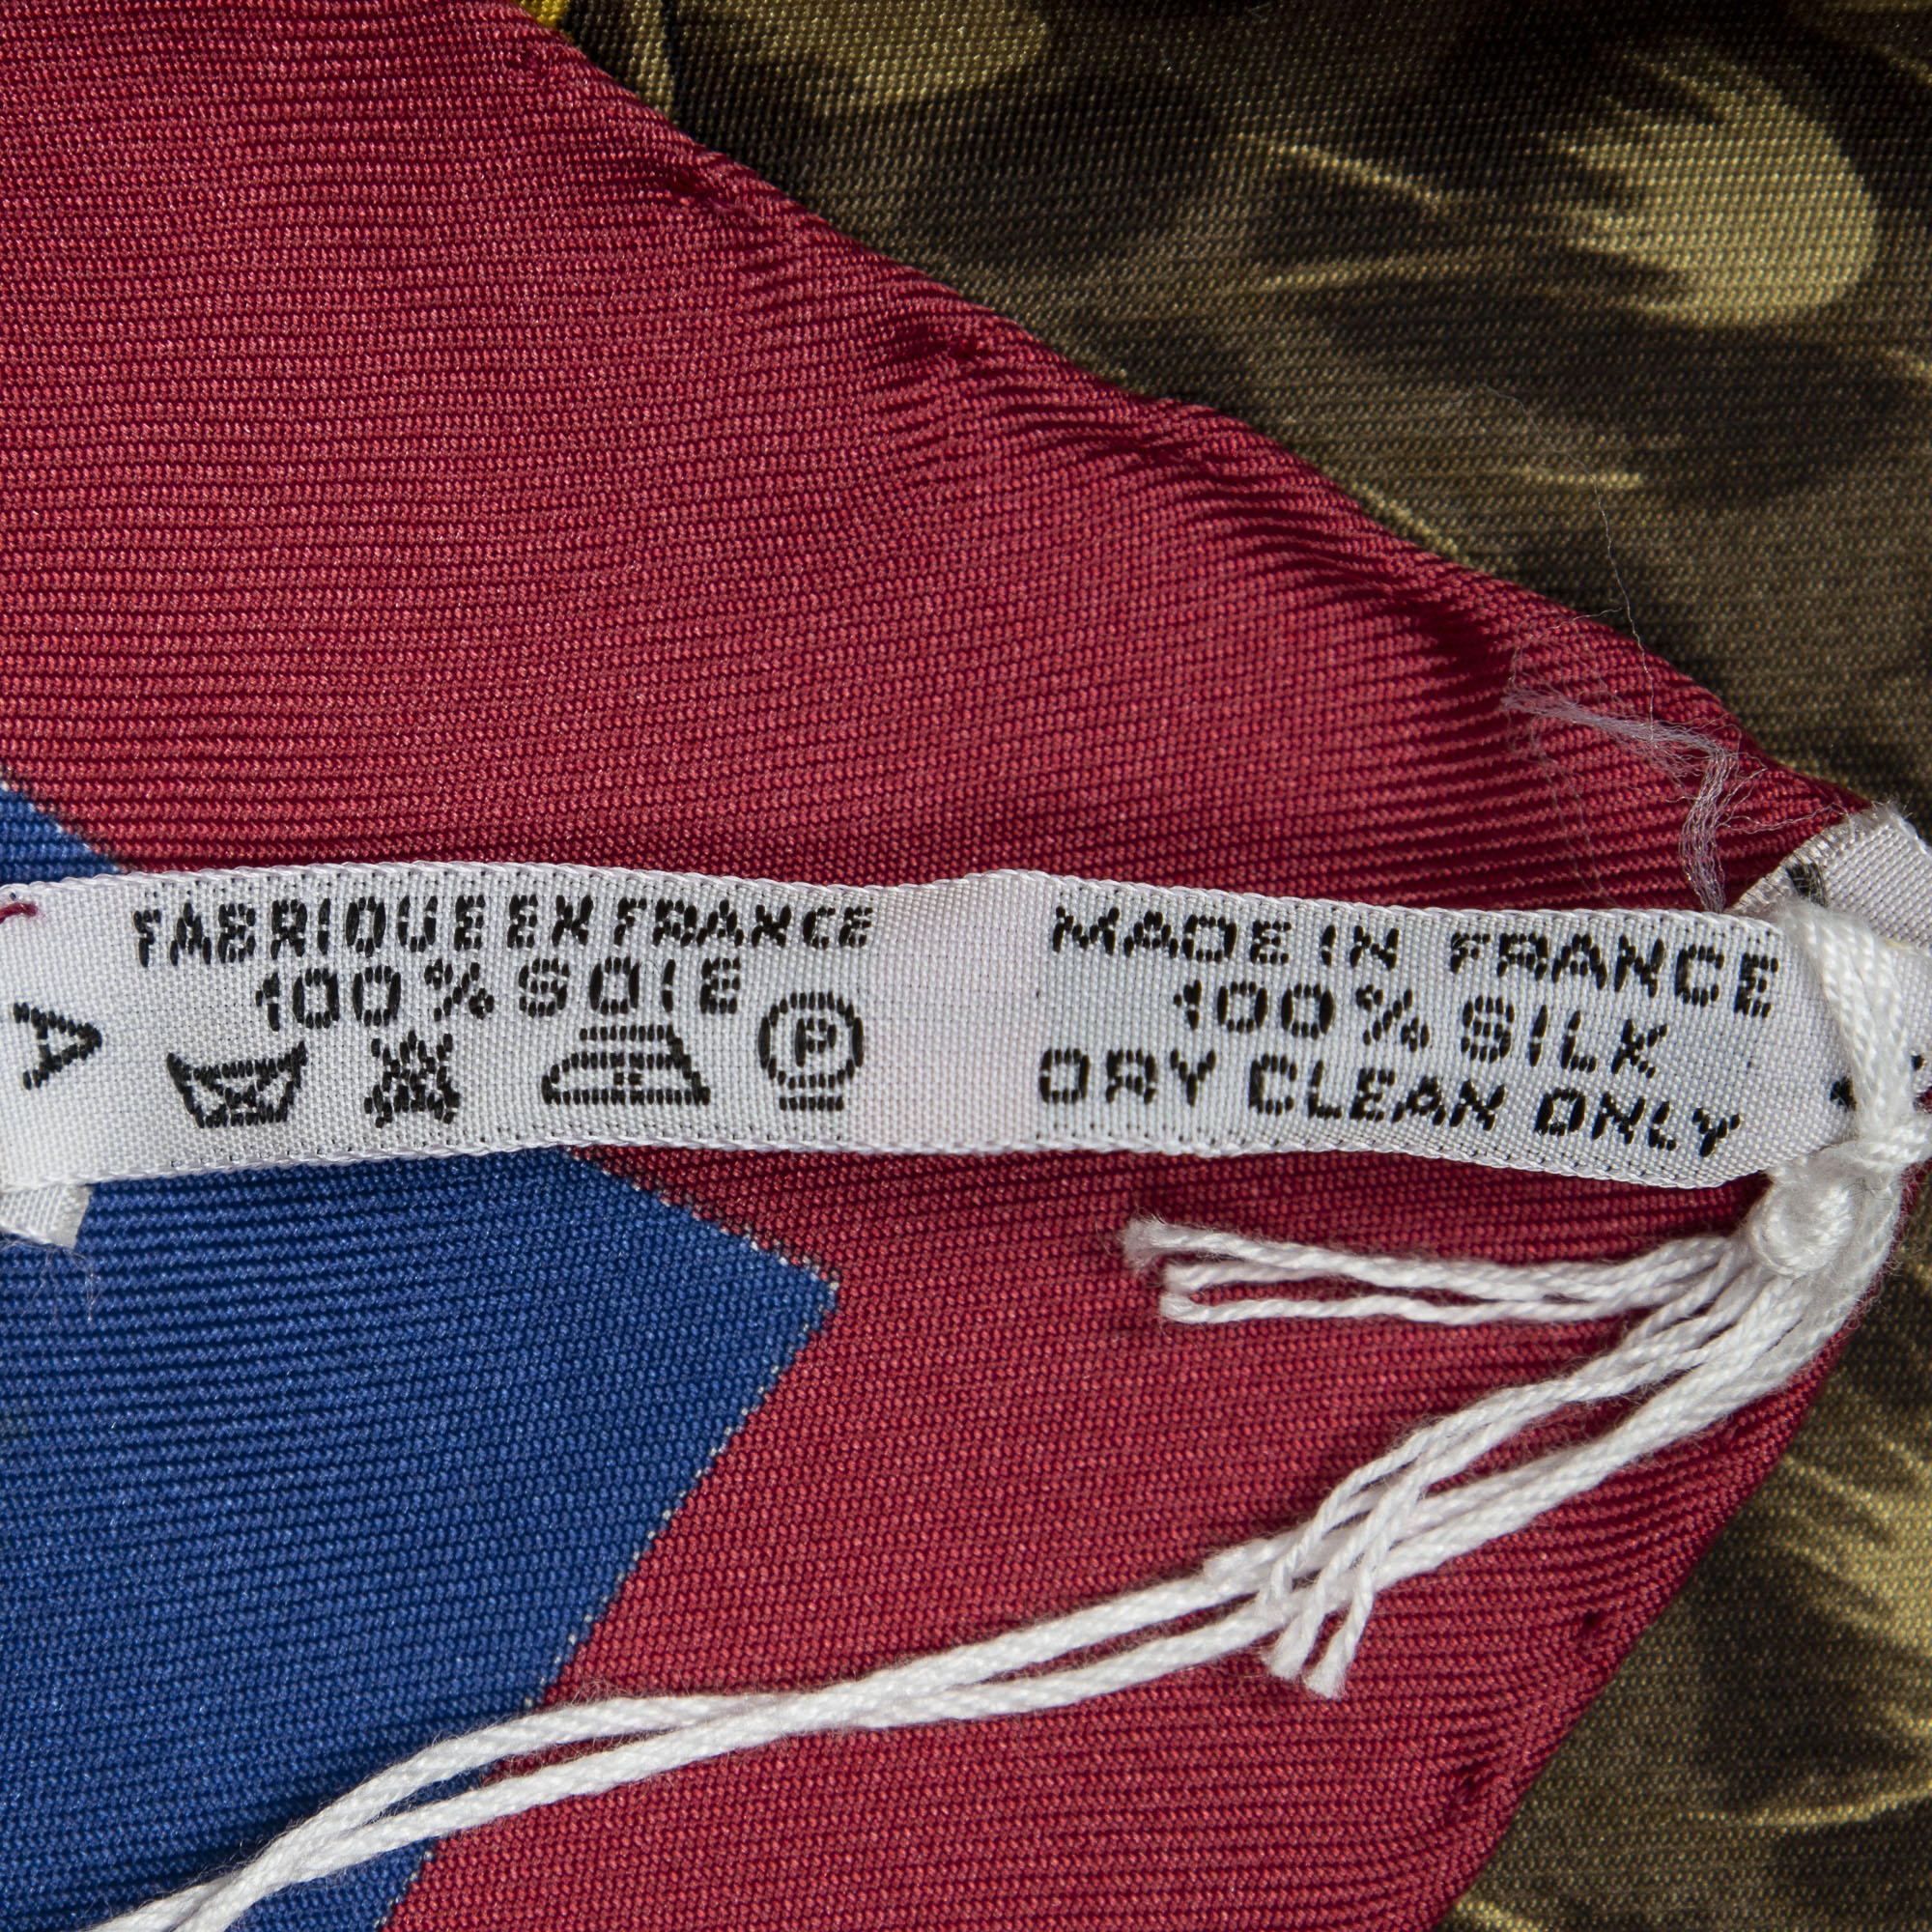 FABRIQUE EN FRANCE
100% SOIE
P
MADE IN FRANCE
100% SILK
DRY CLEAN ONLY
A